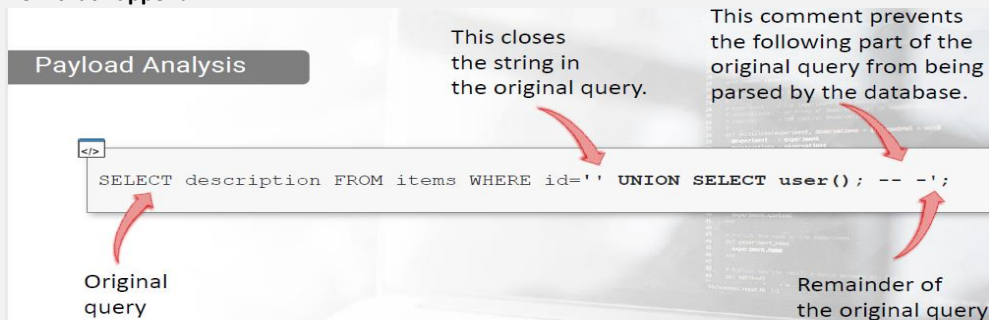 This comment prevents
the following part of the
original query from being
parsed by the database.
This closes
the string in
the original query.
Payload Analysis
</>
SELECT description FROM items WHERE id='' UNION SELECT user(); -- -';
Original
query
Remainder of
the original query